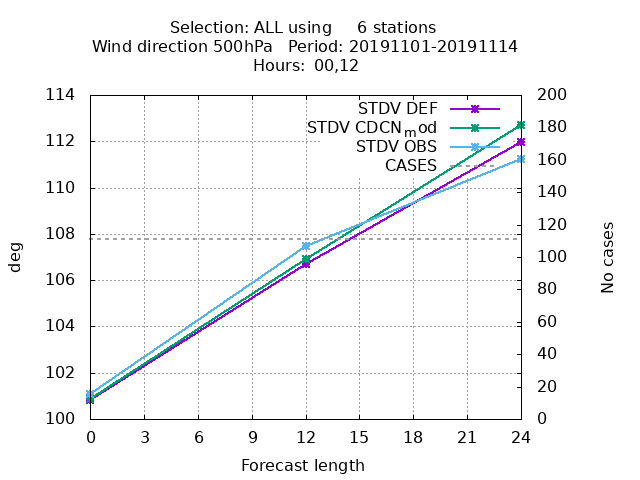 Selection: ALL using     6 stations
Wind direction 500hPa   Period: 20191101-20191114
Hours: 00,12
114
112
110
108
106
104
102
100
deg
STDV DEF
STDV CDCNmod
STDV OBS
CASES
200
180
160
140
120
100
80
60
40
20
0
No cases
0 3 6 9 12 15 18 21 24
Forecast length